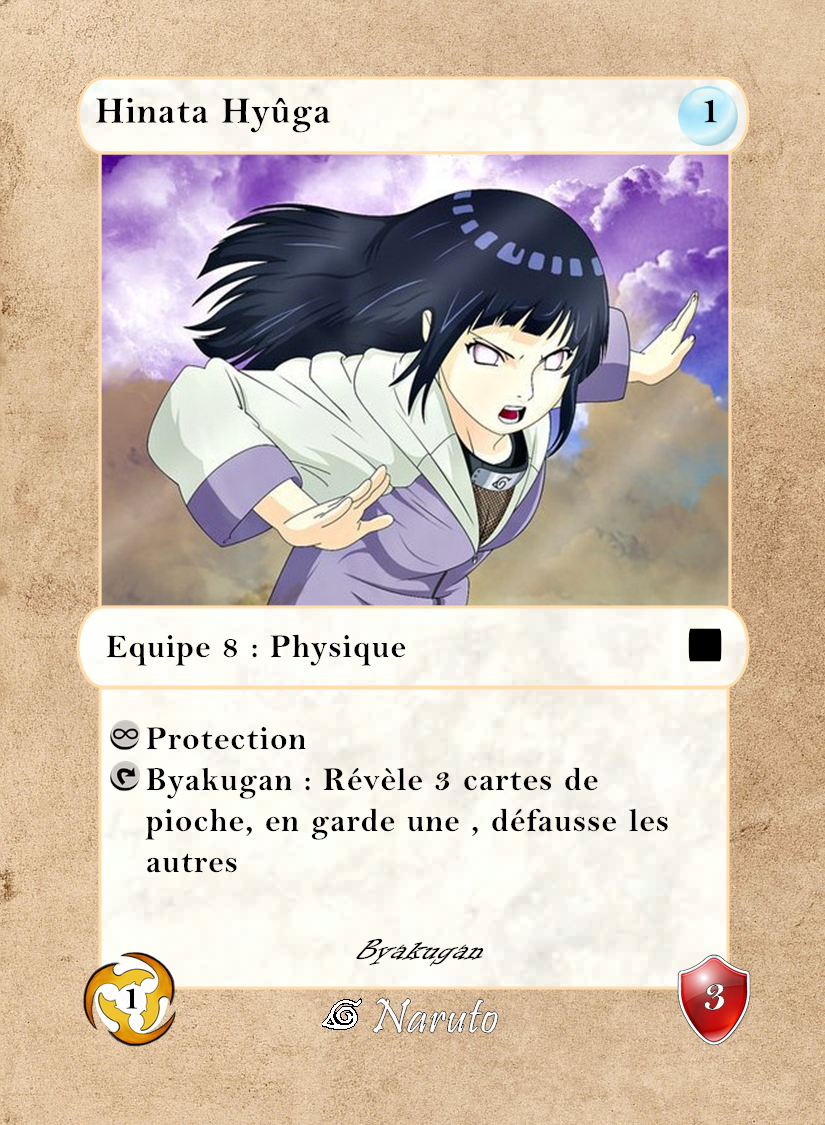 Hinata Hyûga
1
Equipe 8 : Physique
Protection
Byakugan : Révèle 3 cartes de
pioche, en garde une , défausse les
autres
Byakugan
1
Naruto
3